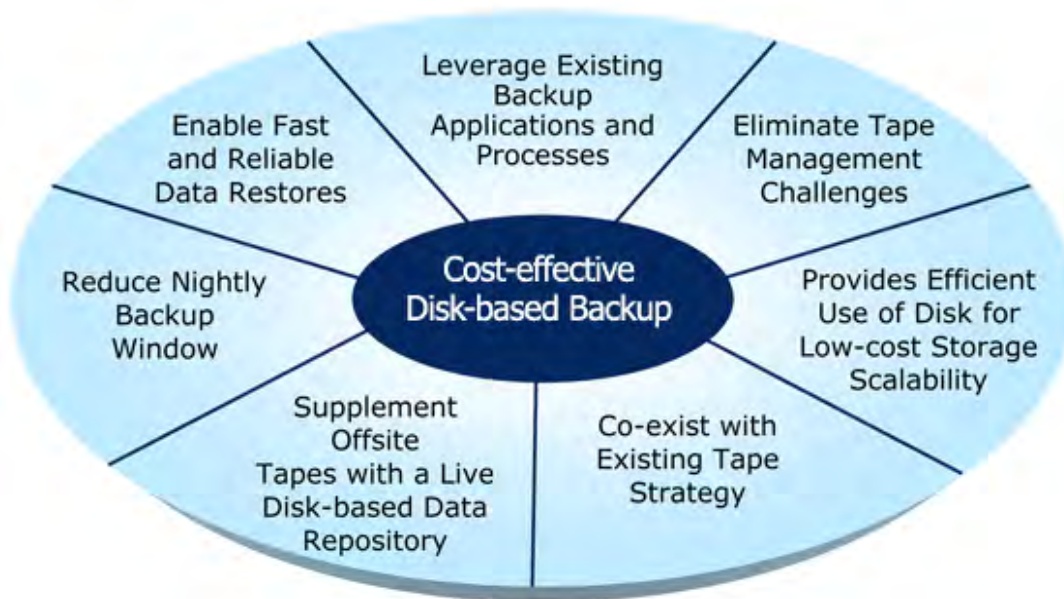 Leverage Existing
Backup
Applications and
Processes
Eliminate Tape
Management
Challenges
Provides Efficient
Use of Disk for
Low-cost Storage
Scalability
Co-exist with
Existing Tape
Strategy
Supplement
Offsite
Tapes with a Live
Disk-based Data
Repository
Reduce Nightly
Backup
Window
Enable Fast
and Reliable
Data Restores
Cost-effective
Disk-based Backup